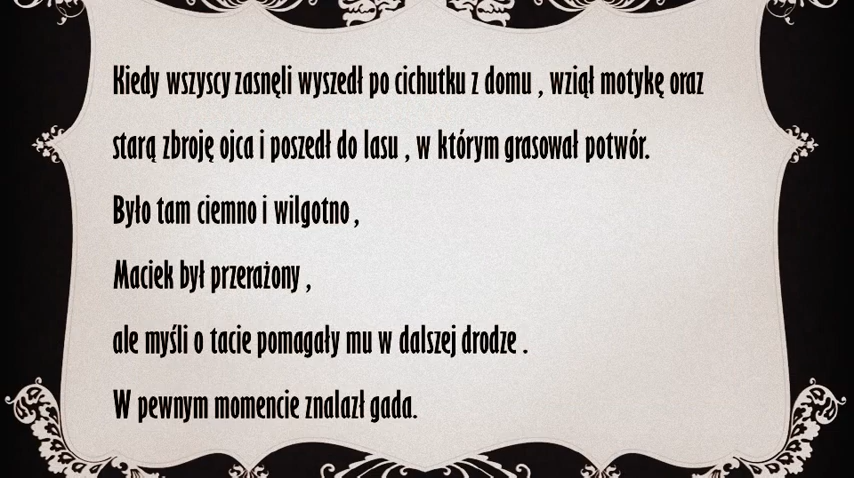 Kiedy wszyscy zasnęli wyszedł po cichutku z domu , wziął motykę oraz
starą zbroję ojca i poszedł do lasu , w którym grasował potwór.
Było tam ciemno i wilgotno ,
Maciek był przerażony ,
ale myśli o tacie pomagały mu w dalszej drodze .
W pewnym momencie znalazł gada.